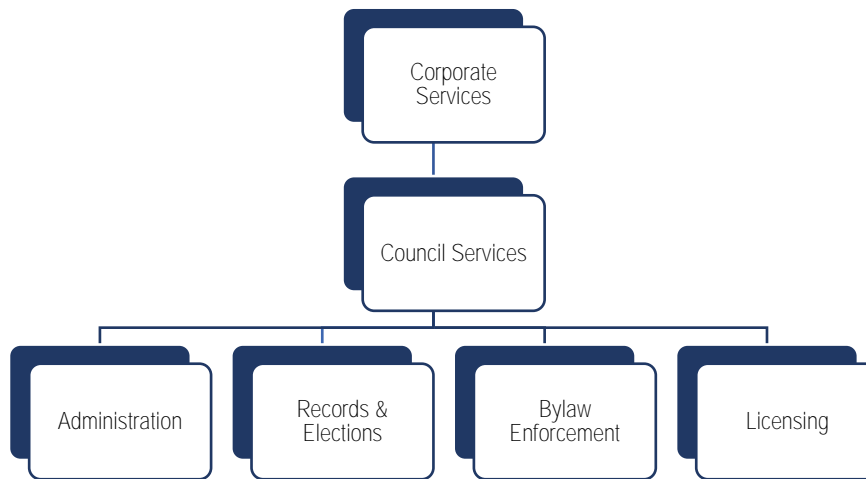 Corporate
Services
Council Services
Administration
Records &
Elections
Bylaw
Enforcement
Licensing